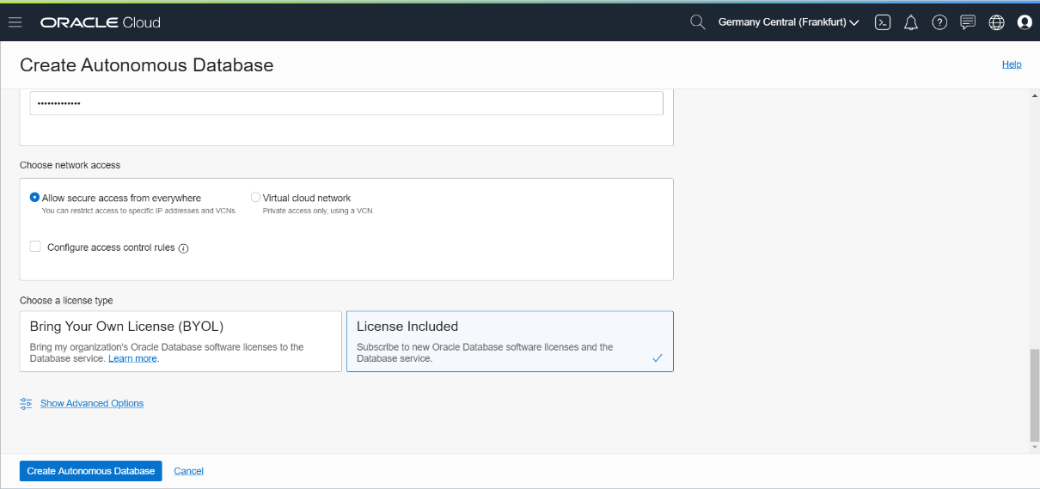 ORACLE Cloud
Germany Central (Frankfurt)
Create Autonomous Database
Help
•••••••••••••
Choose network access
Allow secure access from everywhere
You can restrict access to specific IP addresses and VCNs.
Virtual cloud network
Private access only, using a VCN
Configure access control rules
Choose a license type
Bring Your Own License (BYOL)
Bring my organization's Oracle Database software licenses to the
Database service. Learn more.
License Included
Subscribe to new Oracle Database software licenses and the
Database service.
Show Advanced Options
Create Autonomous Database
Cancel